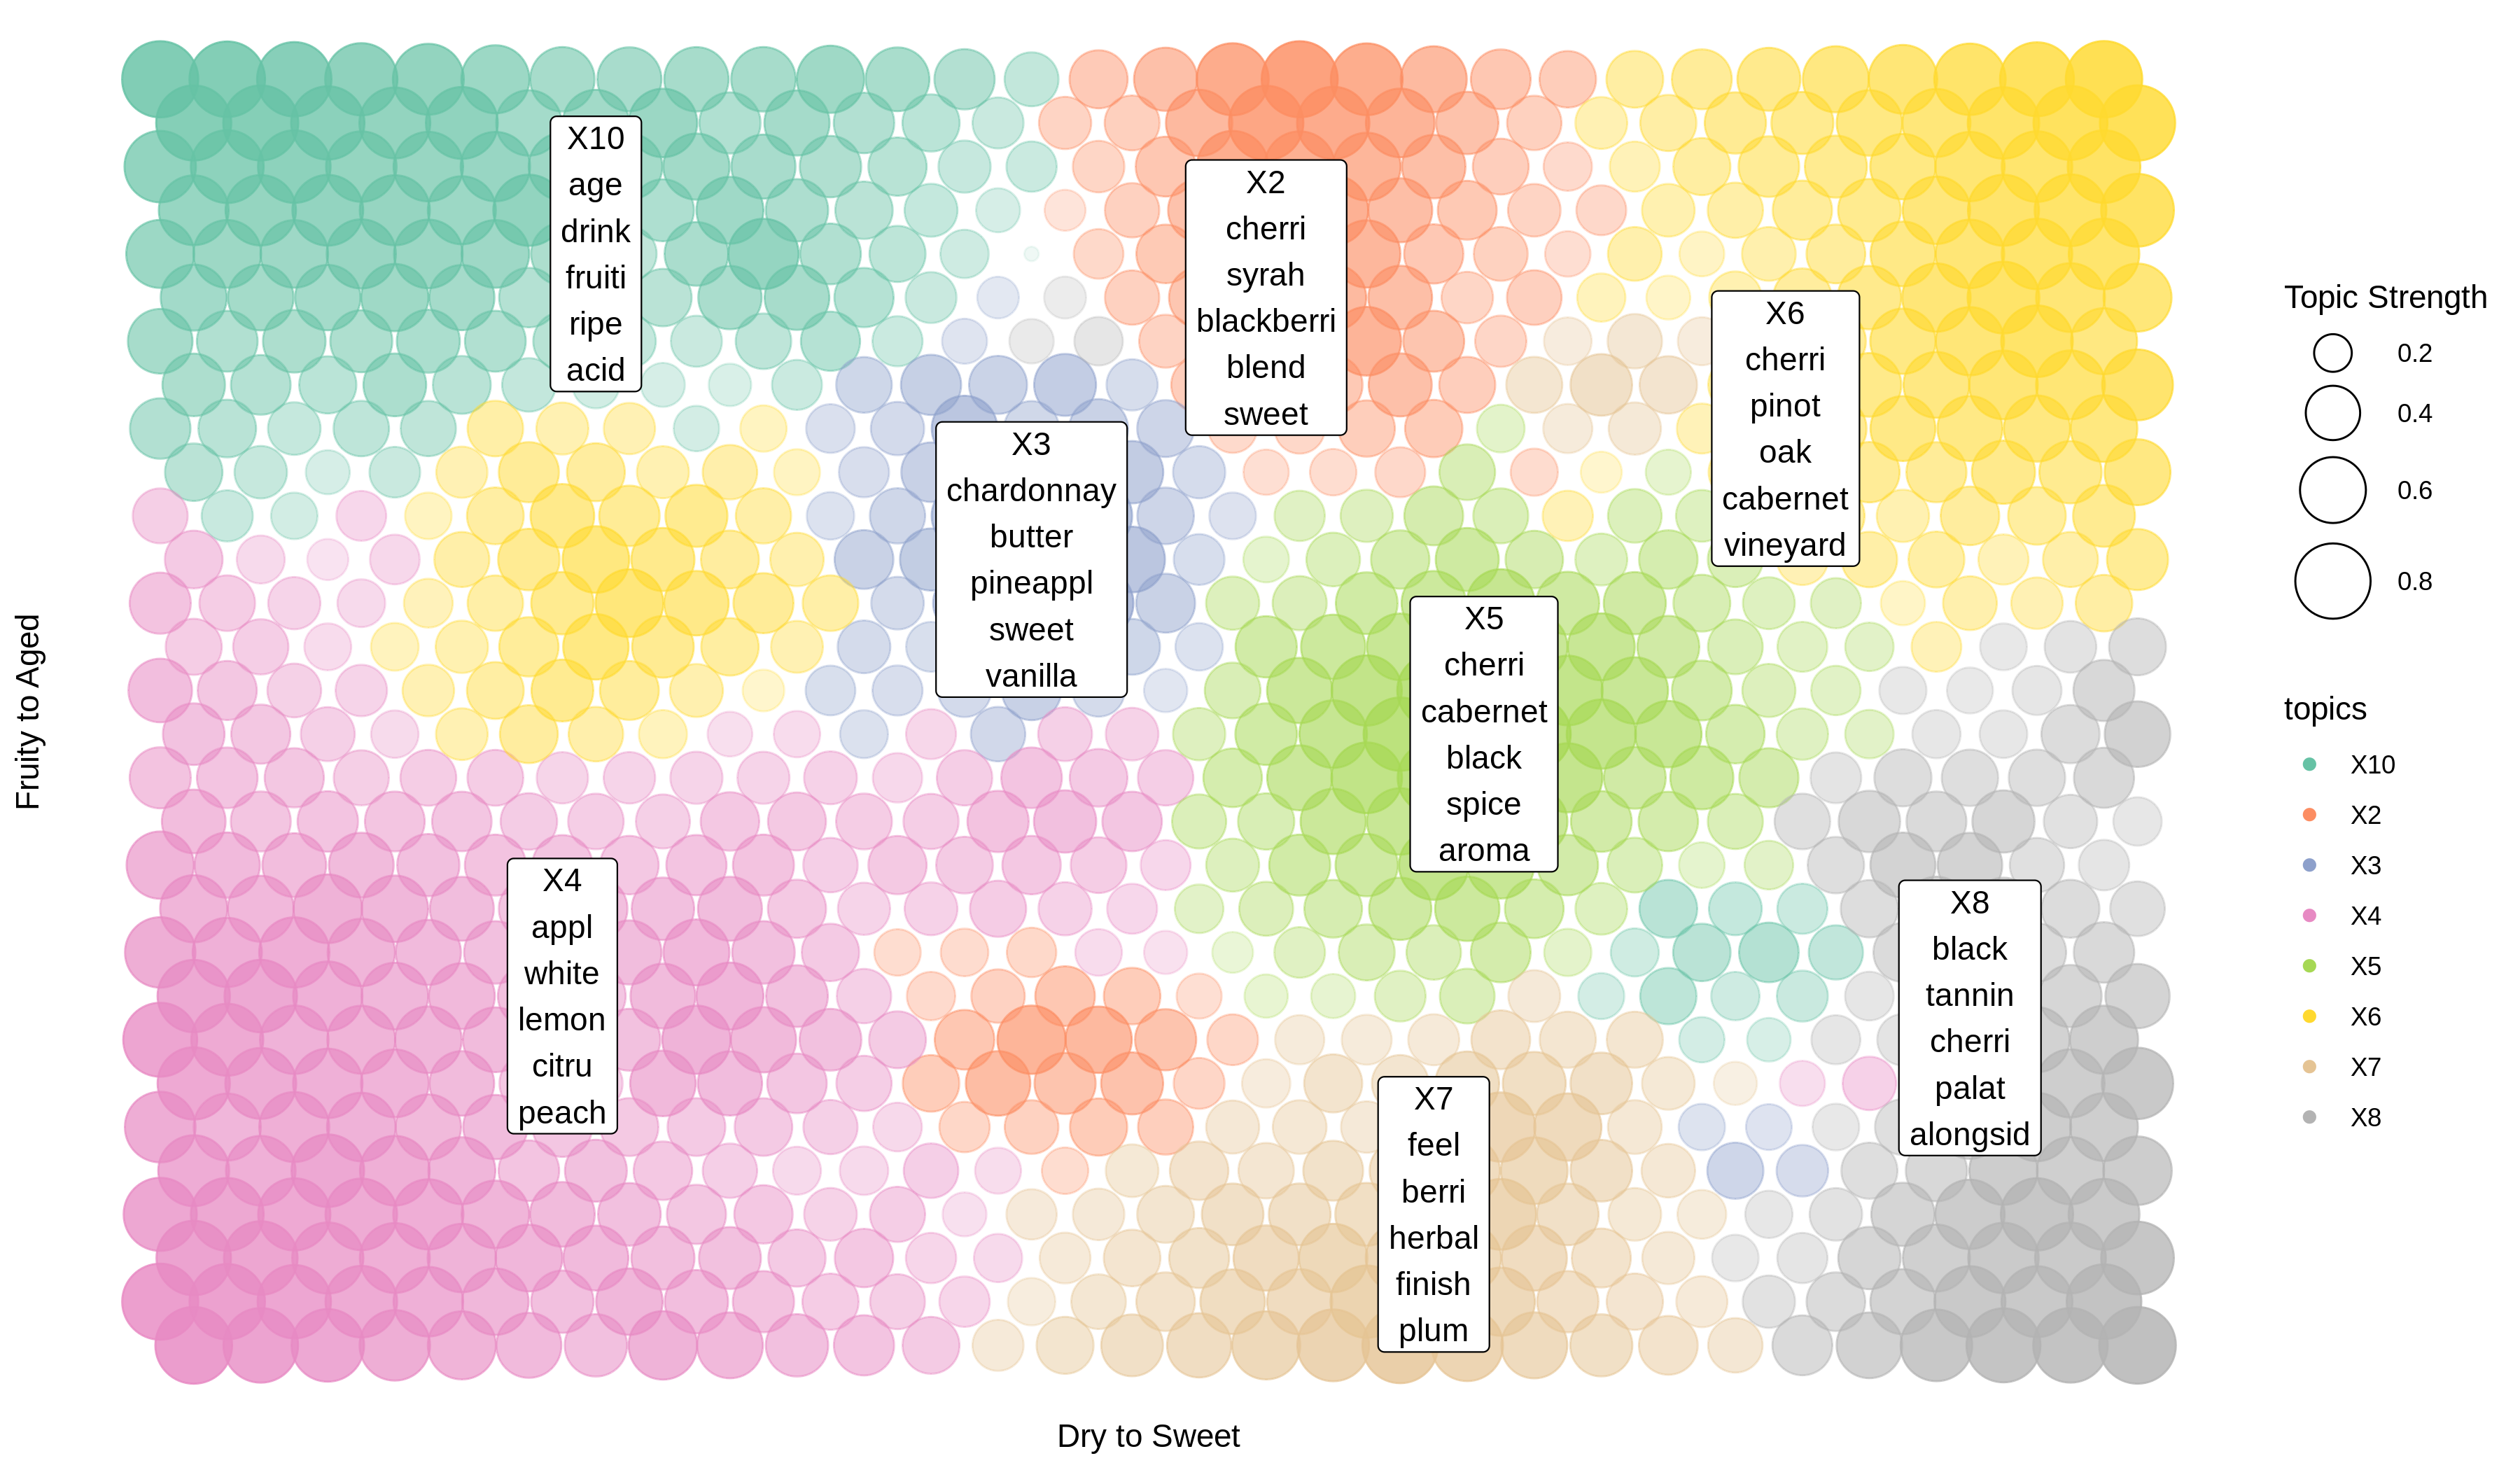 X10
age
drink
fruiti
ripe
acid
X2
cherri
syrah
blackberri
blend
sweet
X6
cherri
pinot
oak
cabernet
vineyard
X3
chardonnay
butter
pineappl
sweet
vanilla
X5
cherri
cabernet
black
spice
aroma
X4
appl
white
lemon
citru
peach
X8
black
tannin
cherri
palat
alongsid
X7
feel
berri
herbal
finish
plum
Fruity to Aged
Dry to Sweet
Topic Strength
0.2
0.4
0.6
0.8
topics
X10
X2
X3
X4
X5
X6
X7
X8